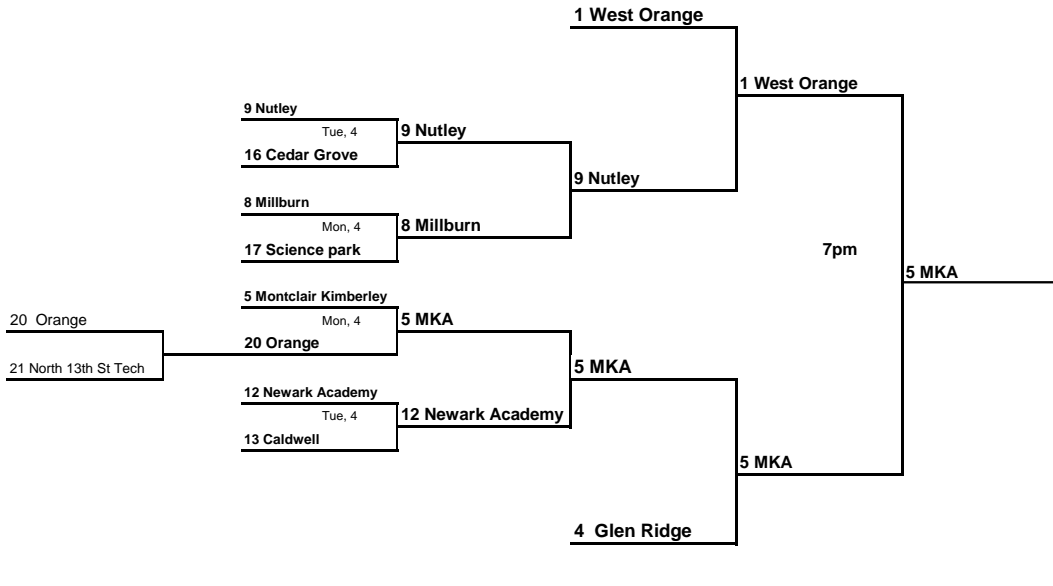 1 West Orange
1 West Orange
9 Nutley
Tue, 4
9 Nutley
16 Cedar Grove
9 Nutley
8 Millburn
Mon, 4
8 Millburn
17 Science park
7pm
5 MKA
5 Montclair Kimberley
20 Orange
Mon, 4
5 MKA
20 Orange
21 North 13th St Tech
5 MKA
12 Newark Academy
Tue, 4
12 Newark Academy
13 Caldwell
5 MKA
4 Glen Ridge